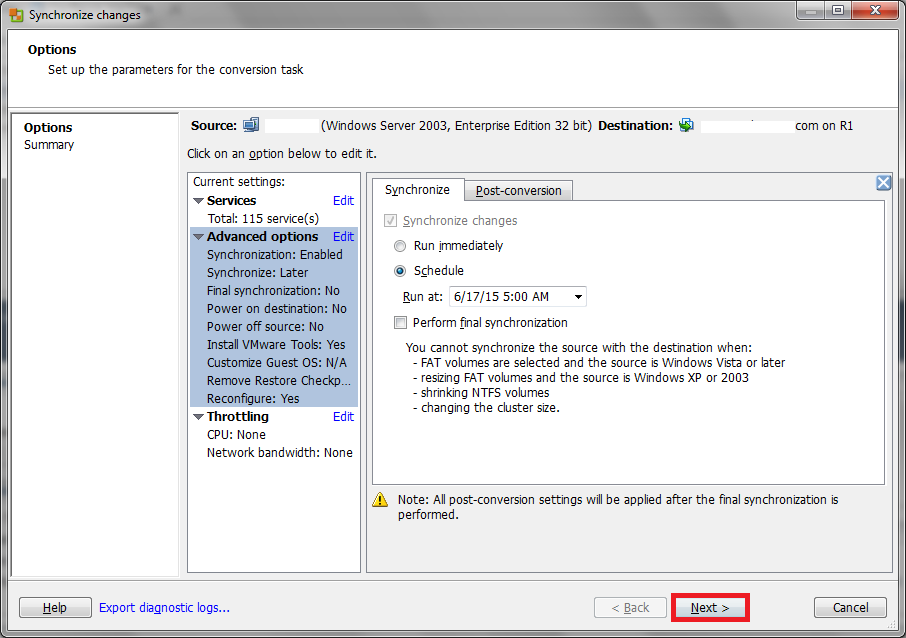 Synchronize changes
Options
Set up the parameters for the conversion task
Options
Summary
Source: (Windows Server 2003, Enterprise Edition 32 bit) Destination: com on R1
Click on an option below to edit it.
Current settings:
Services Edit
Total: 115 service(s)
Advanced options Edit
Synchronization: Enabled
Synchronize: Later
Final synchronization: No
Power on destination: No
Power off source: No
Install VMware Tools: Yes
Customize Guest OS: N/A
Remove Restore Checkp...
Reconfigure: Yes
Throttling Edit
CPU: None
Network bandwidth: None
Synchronize Post-conversion
Synchronize changes
Run immediately
Schedule
Run at: 6/17/15 5:00 AM
Perform final synchronization
You cannot synchronize the source with the destination when:
- FAT volumes are selected and the source is Windows Vista or later
- resizing FAT volumes and the source is Windows XP or 2003
- shrinking NTFS volumes
- changing the cluster size.
Note: All post-conversion settings will be applied after the final synchronization is
performed.
Help Export diagnostic logs... < Back Next > Cancel